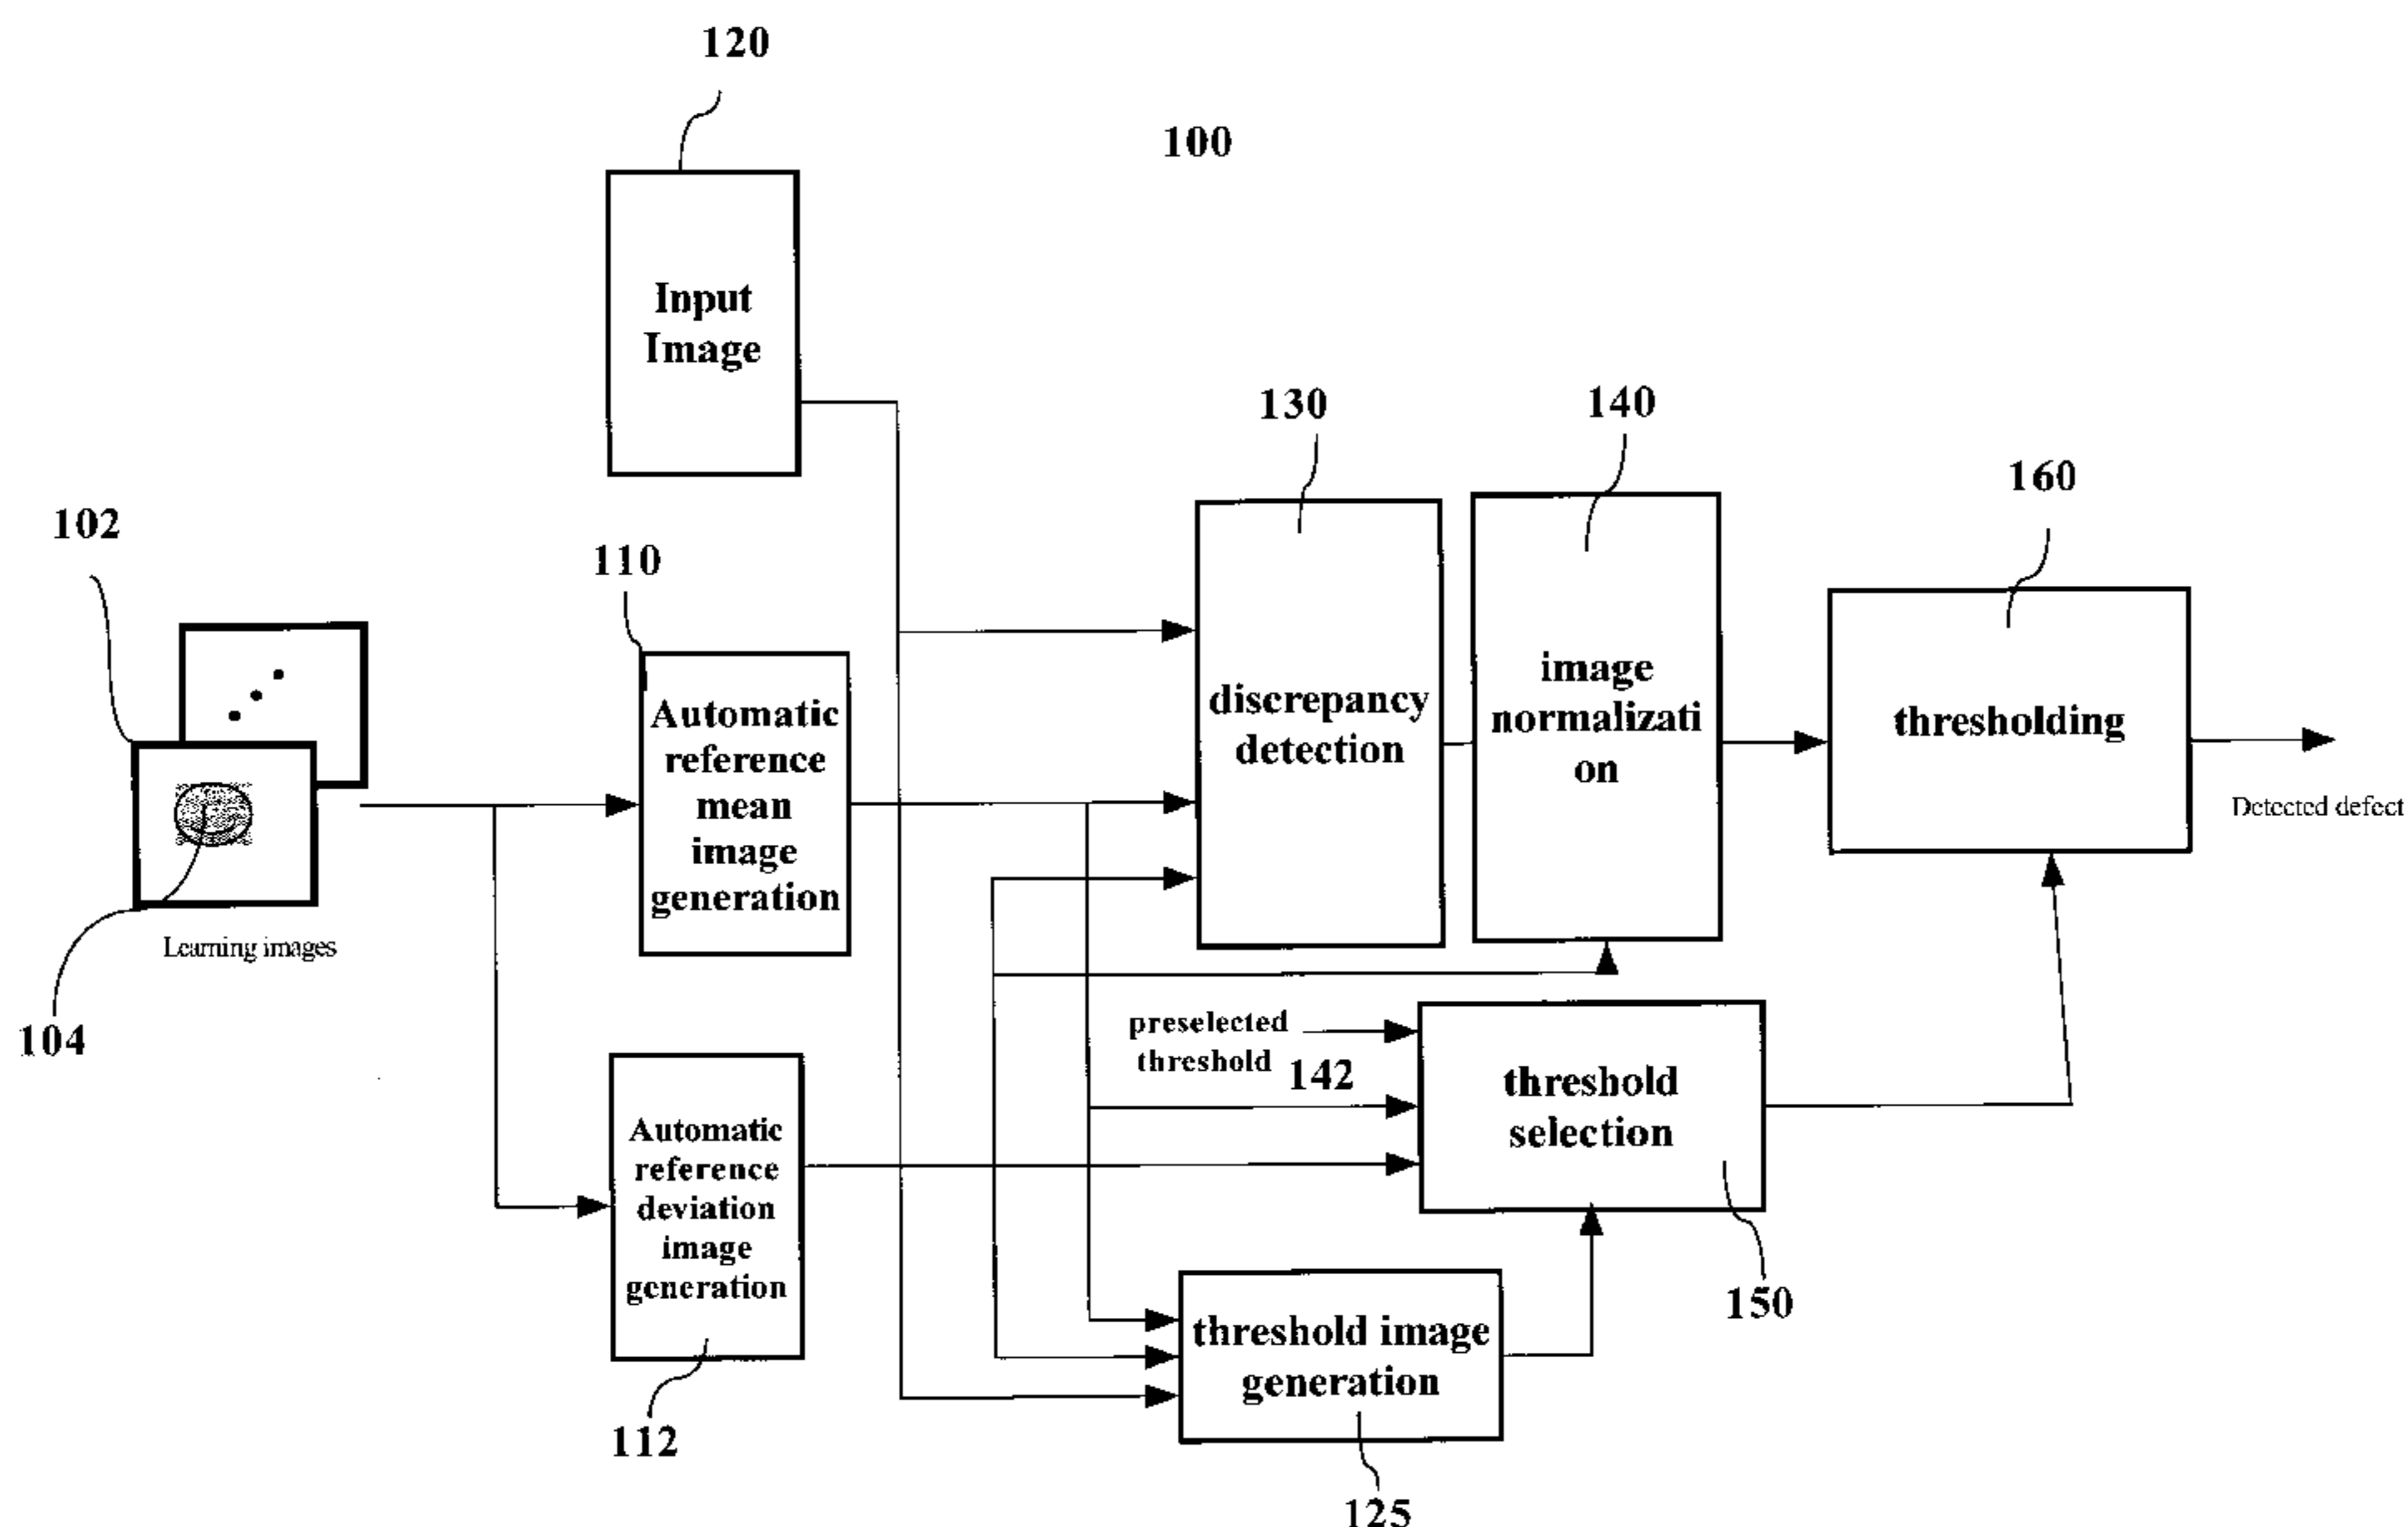 120
100
Input
Image
130
140
160
102
110
Automatic
reference
mean
image
generation
discrepancy
detection
image
normalizati
on
thresholding
Detected defect
Learning images
104
preselected
threshold
142
threshold
selection
Automatic
reference
deviation
image
generation
150
threshold image
generation
112
125